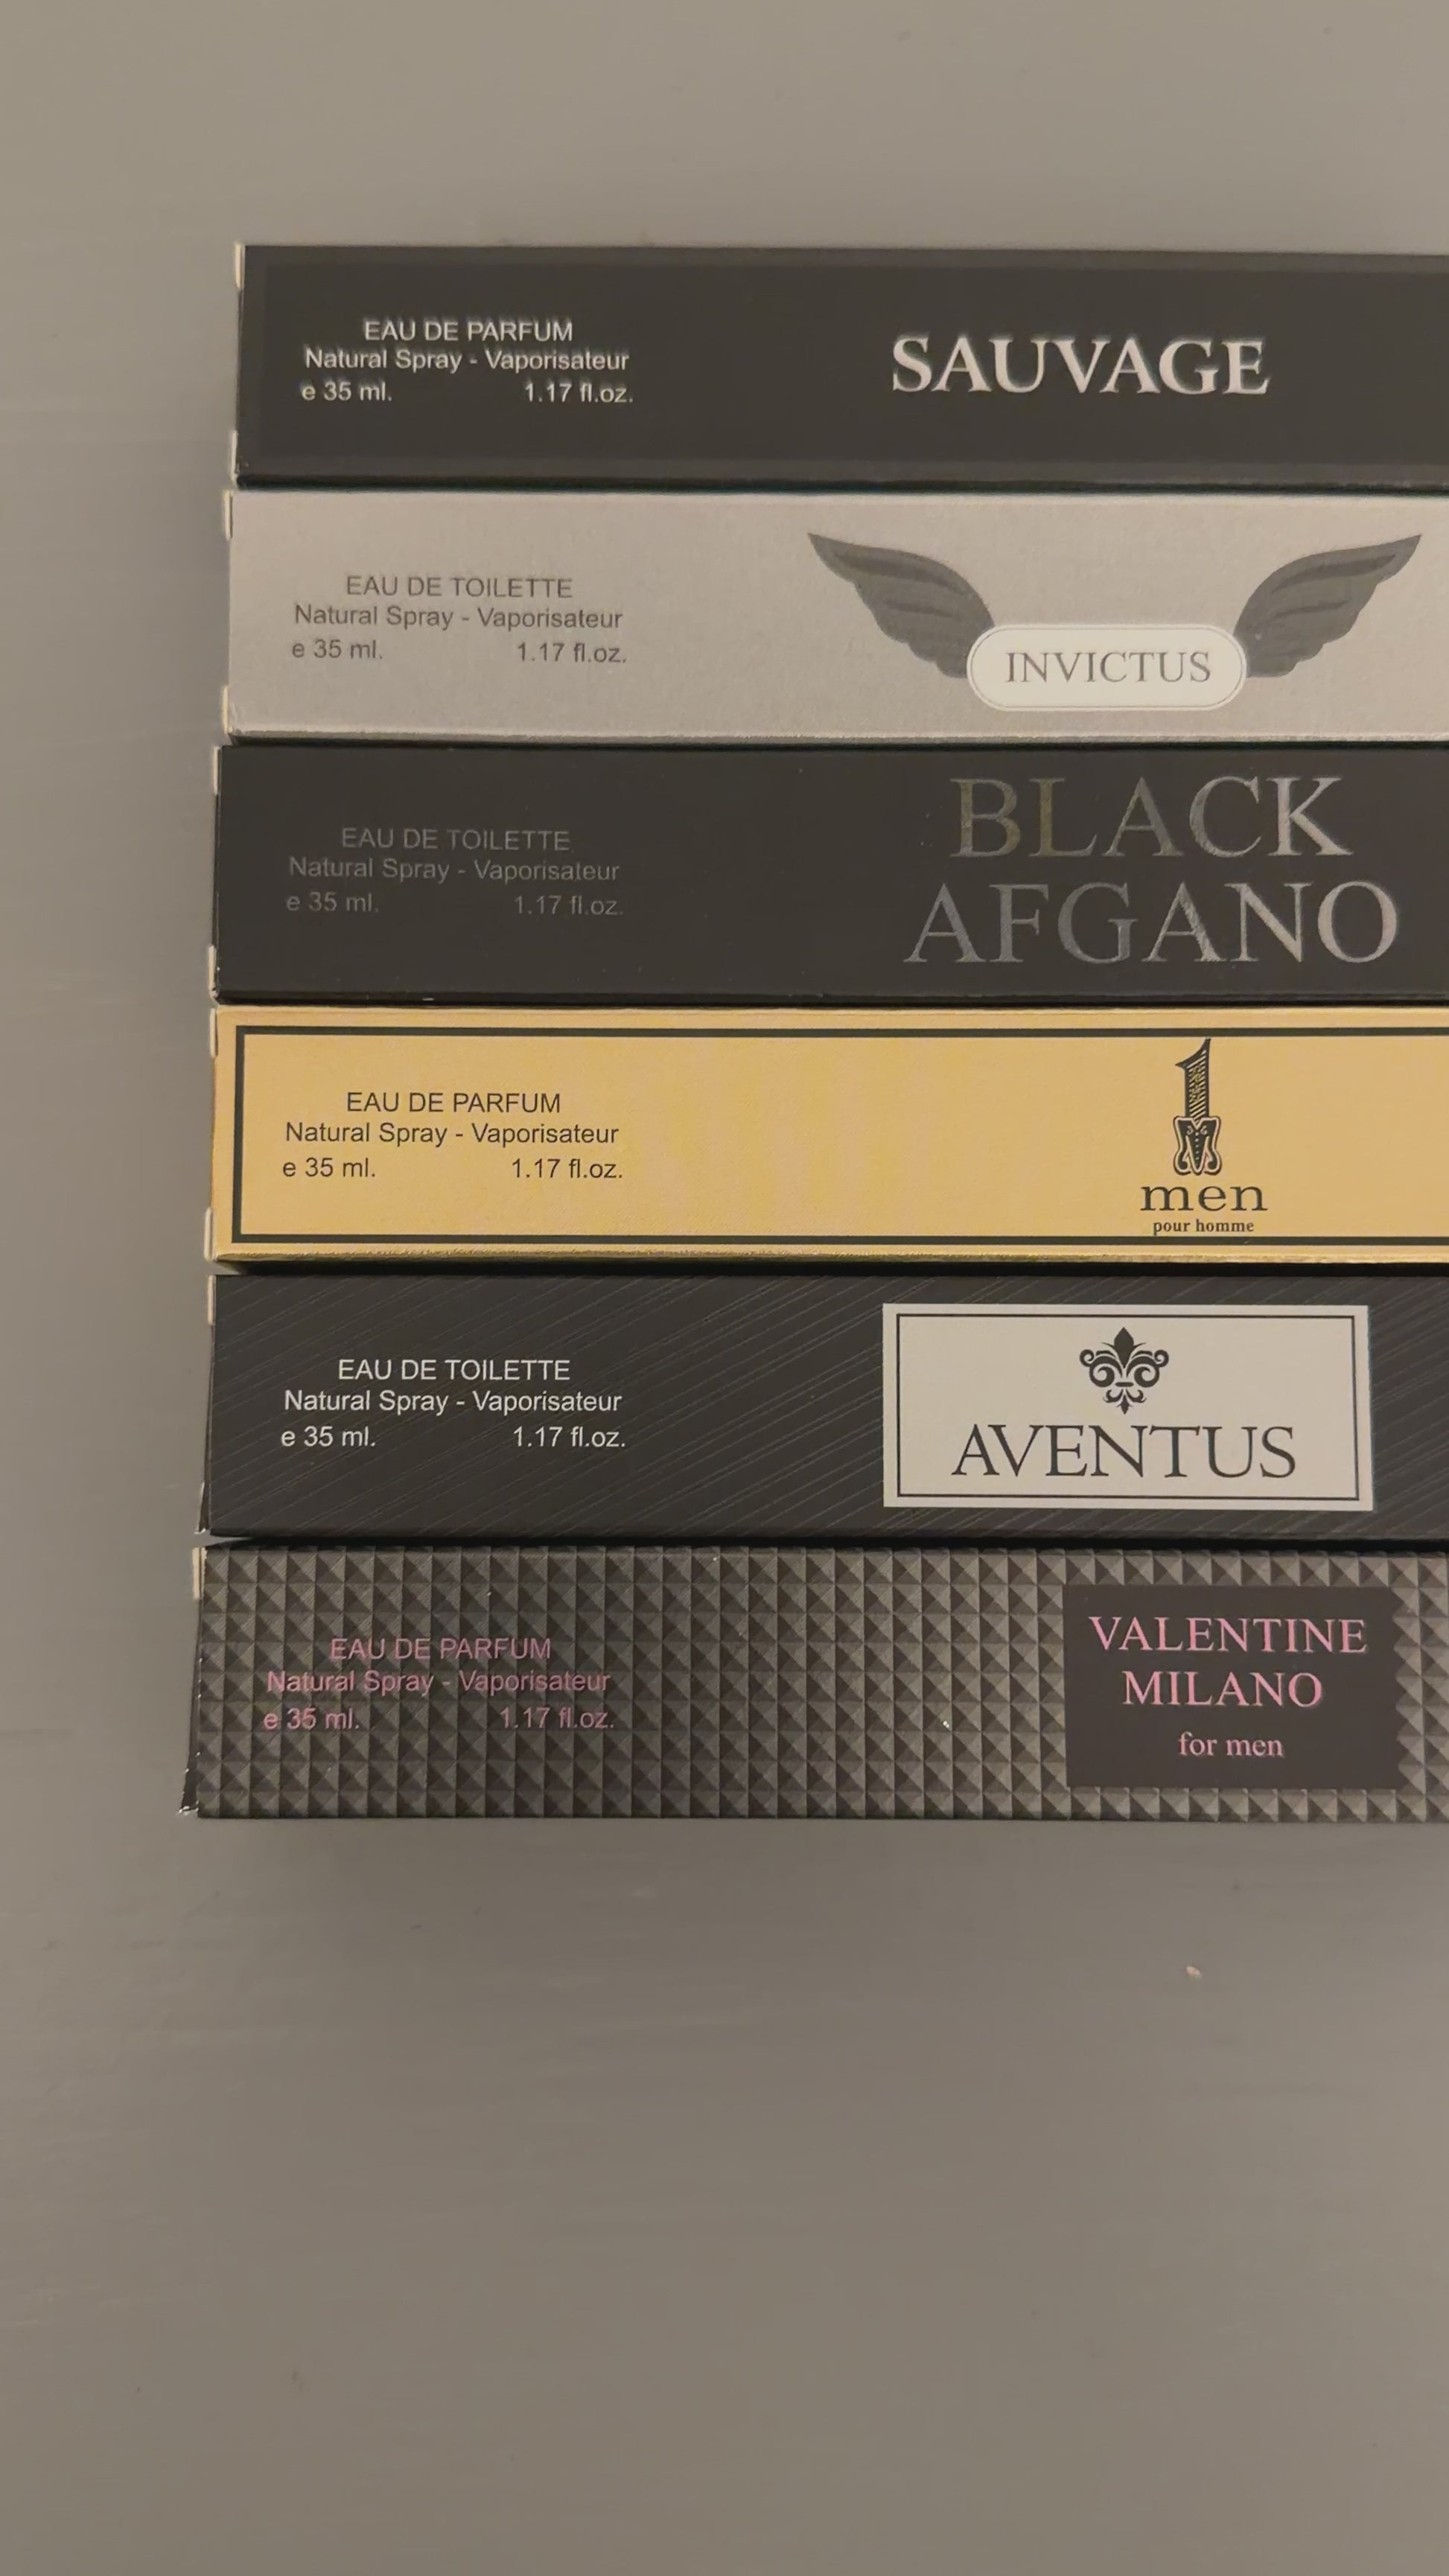 EAU DE PARFUM
Natural Spray - Vaporisateur
e 35 ml. 1.17 fl.oz.
SAUVAGE
EAU DE TOILETTE
Natural Spray - Vaporisateur
e 35 ml. 1.17 fl.oz.
INVICTUS
EAU DE TOILETTE
Natural Spray - Vaporisateur
e 35 ml. 1.17 fl.oz.
BLACK
AFGANO
EAU DE PARFUM
Natural Spray - Vaporisateur
e 35 ml. 1.17 fl.oz.
1
M
men
pour homme
EAU DE TOILETTE
Natural Spray - Vaporisateur
e 35 ml. 1.17 fl.oz.
AVENTUS
EAU DE PARFUM
Natural Spray - Vaporisateur
e 35 ml. 1.17 fl.oz.
VALENTINE
MILANO
for men